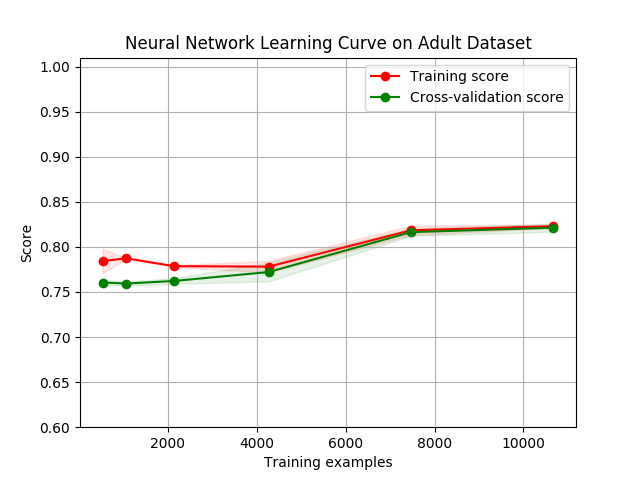 Neural Network Learning Curve on Adult Dataset
Training score
Cross-validation score
1.00
0.95
0.90
0.85
0.80
0.75
0.70
0.65
0.60
Score
2000 4000 6000 8000 10000
Training examples